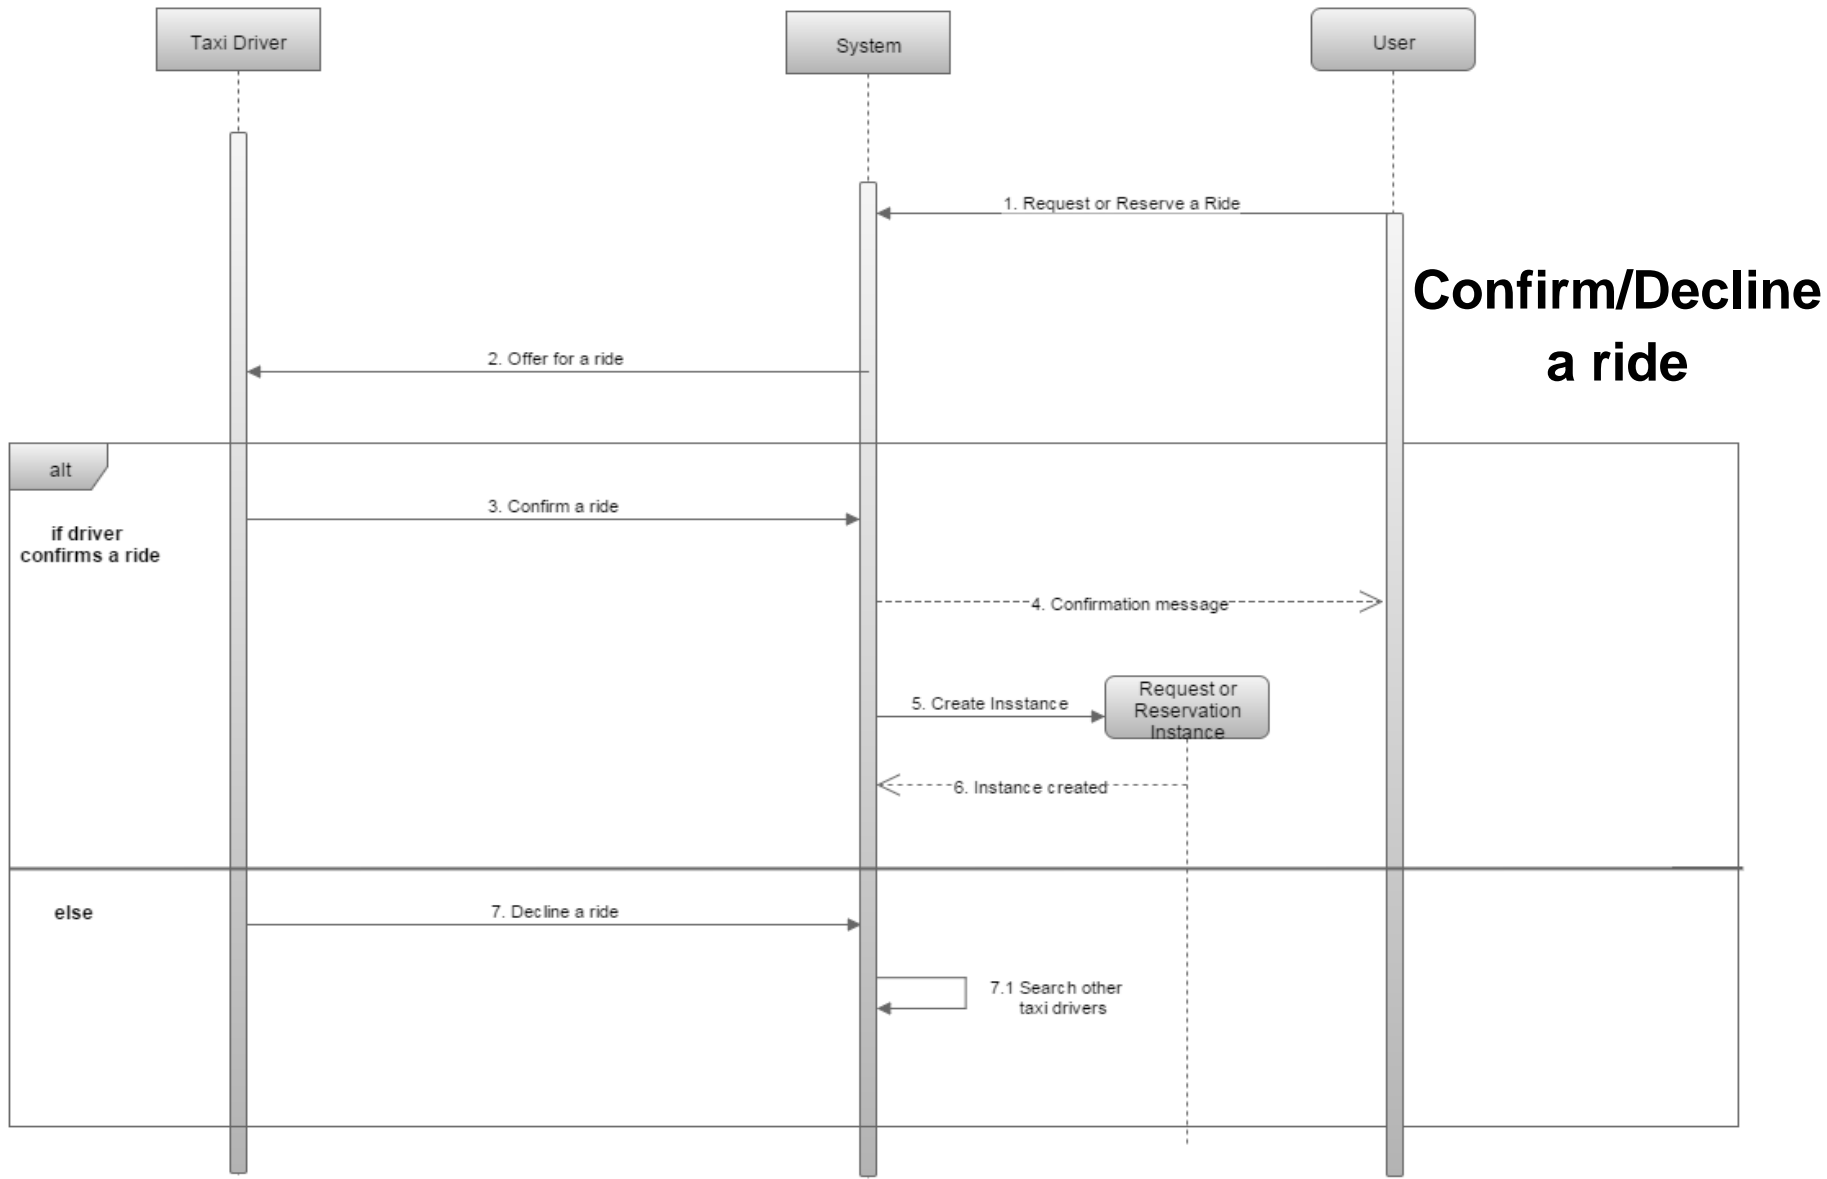 Taxi Driver
System
User
1. Request or Reserve a Ride
Confirm/Decline
a ride
2. Offer for a ride
alt
3. Confirm a ride
if driver
confirms a ride
4. Confirmation message
Request or
Reservation
Instance
5. Create Insstance
6. Instance created
else
7. Decline a ride
7.1 Search other
taxi drivers